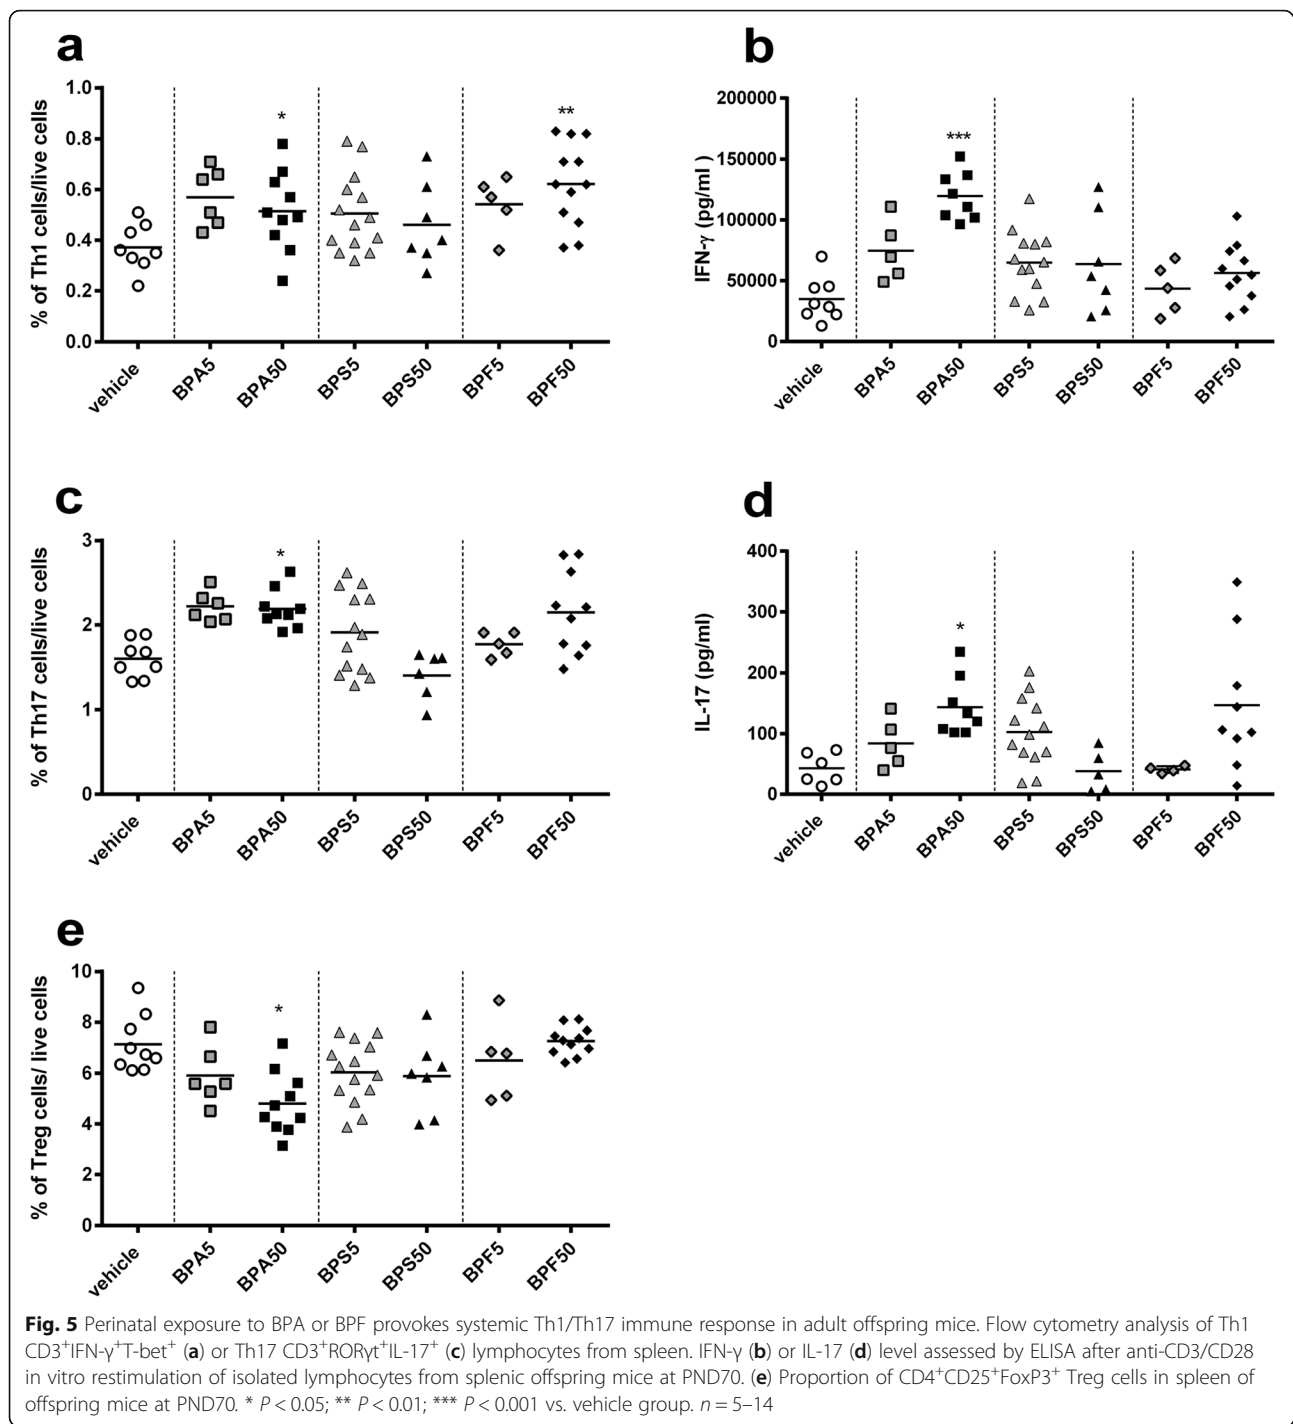 a
% of Th1 cells/live cells
1.0
0.8
0.6
0.4
0.2
0.0
*
**
vehicle
BPA5
BPA50
BPS5
BPS50
BPF5
BPF50
b
IFN-γ (pg/ml )
200000
150000
100000
50000
0
***
vehicle
BPA5
BPA50
BPS5
BPS50
BPF5
BPF50
c
% of Th17 cells/live cells
3
2
1
0
*
vehicle
BPA5
BPA50
BPS5
BPS50
BPF5
BPF50
d
IL-17 (pg/ml)
400
300
200
100
0
*
vehicle
BPA5
BPA50
BPS5
BPS50
BPF5
BPF50
e
% of Treg cells/ live cells
10
8
6
4
2
0
*
vehicle
BPA5
BPA50
BPS5
BPS50
BPF5
BPF50
Fig. 5 Perinatal exposure to BPA or BPF provokes systemic Th1/Th17 immune response in adult offspring mice. Flow cytometry analysis of Th1
CD3⁺IFN-γ⁺T-bet⁺ (a) or Th17 CD3⁺RORγt⁺IL-17⁺ (c) lymphocytes from spleen. IFN-γ (b) or IL-17 (d) level assessed by ELISA after anti-CD3/CD28
in vitro restimulation of isolated lymphocytes from splenic offspring mice at PND70. (e) Proportion of CD4⁺CD25⁺FoxP3⁺ Treg cells in spleen of
offspring mice at PND70. * P < 0.05; ** P < 0.01; *** P < 0.001 vs. vehicle group. n = 5–14